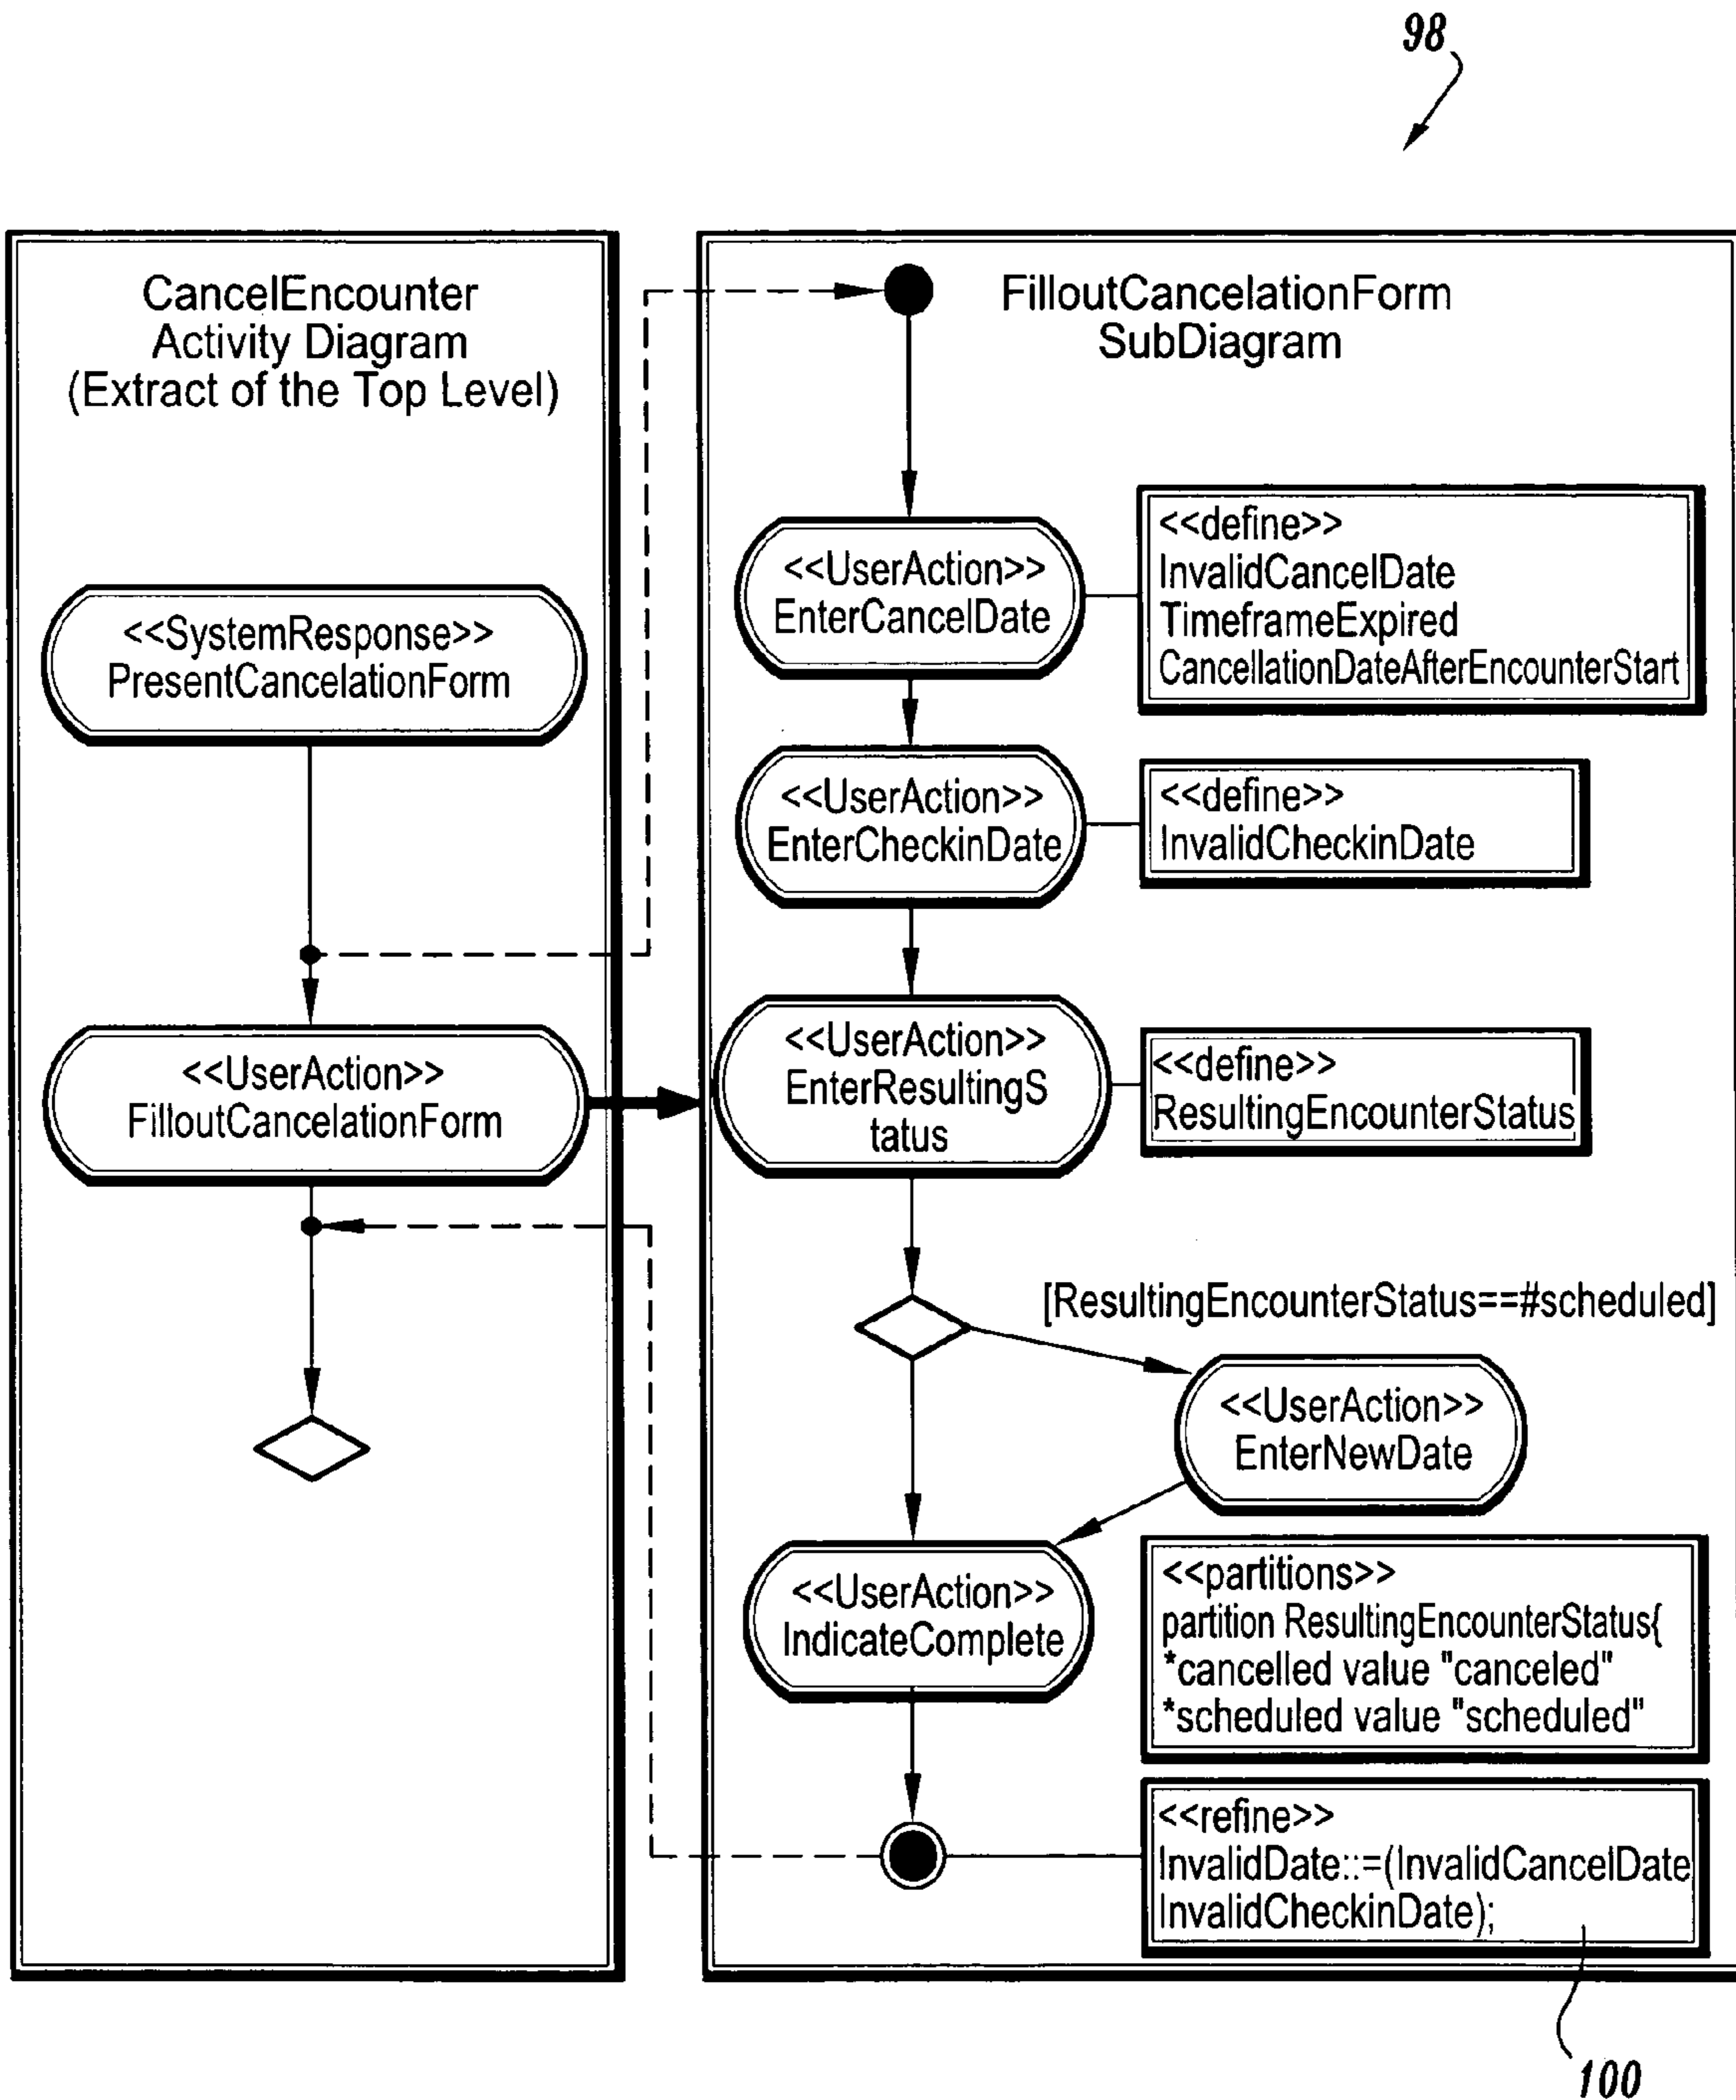 98
CancelEncounter
Activity Diagram
(Extract of the Top Level)
<<SystemResponse>>
PresentCancelationForm
<<UserAction>>
FilloutCancelationForm
FilloutCancelationForm
SubDiagram
<<UserAction>>
EnterCancelDate
<<define>>
InvalidCancelDate
TimeframeExpired
CancellationDateAfterEncounterStart
<<UserAction>>
EnterCheckinDate
<<define>>
InvalidCheckinDate
<<UserAction>>
EnterResultingS
tatus
<<define>>
ResultingEncounterStatus
[ResultingEncounterStatus==#scheduled]
<<UserAction>>
EnterNewDate
<<UserAction>>
IndicateComplete
<<partitions>>
partition ResultingEncounterStatus{
*cancelled value "canceled"
*scheduled value "scheduled"
<<refine>>
InvalidDate::=(InvalidCancelDate
InvalidCheckinDate);
100